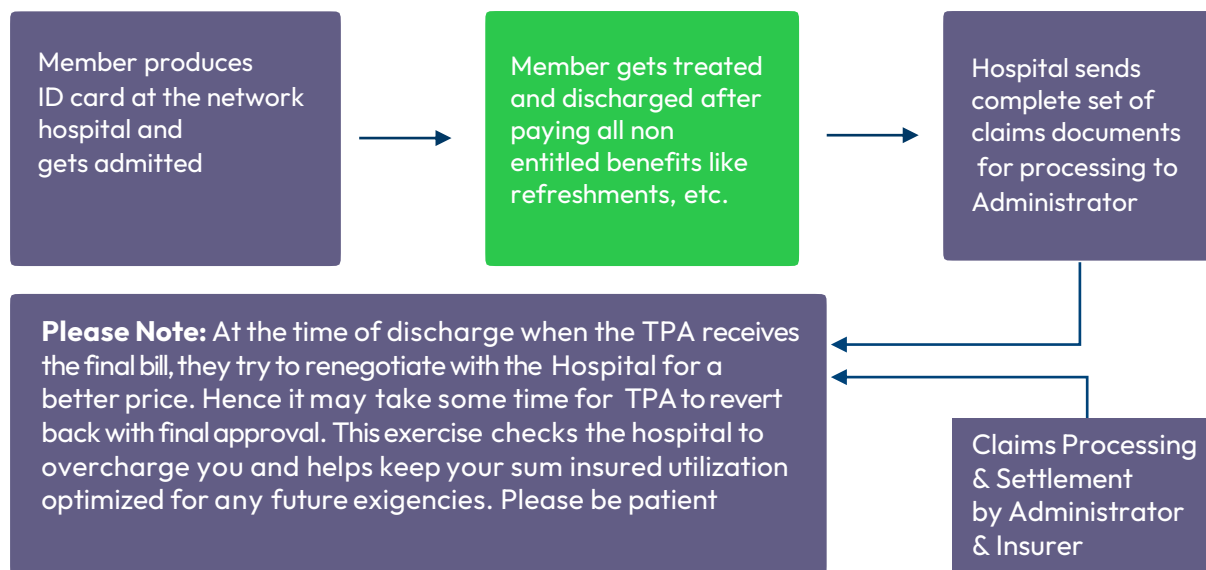 Member produces
ID card at the network
hospital and
gets admitted
Member gets treated
and discharged after
paying all non
entitled benefits like
refreshments, etc.
Hospital sends
complete set of
claims documents
for processing to
Administrator
Please Note: At the time of discharge when the TPA receives
the final bill, they try to renegotiate with the Hospital for a
better price. Hence it may take some time for TPA to revert
back with final approval. This exercise checks the hospital to
overcharge you and helps keep your sum insured utilization
optimized for any future exigencies. Please be patient
Claims Processing
& Settlement
by Administrator
& Insurer